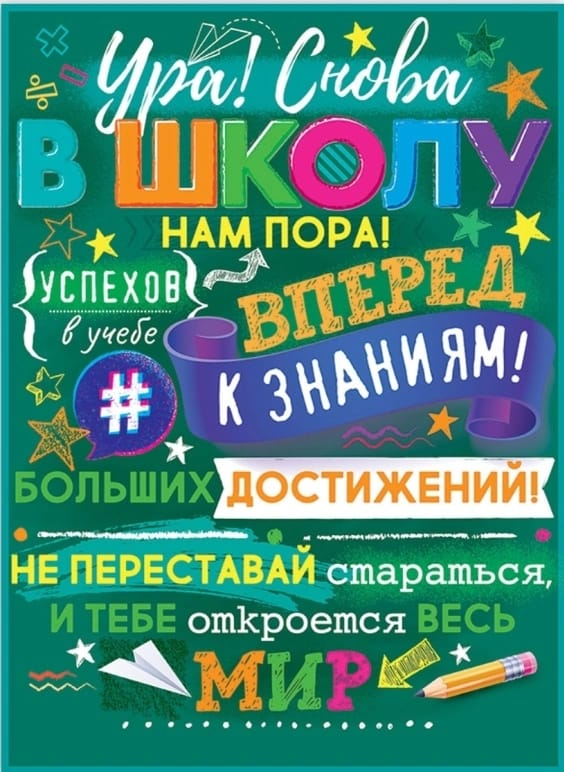 Ура! Снова
В ШКОЛУ
НАМ ПОРА!
УСПЕХОВ
в учебе
ВПЕРЕД
К ЗНАНИЯМ!
#
БОЛЬШИХ ДОСТИЖЕНИЙ!
НЕ ПЕРЕСТАВАЙ стараться,
И ТЕБЕ откроется ВЕСЬ
МИР